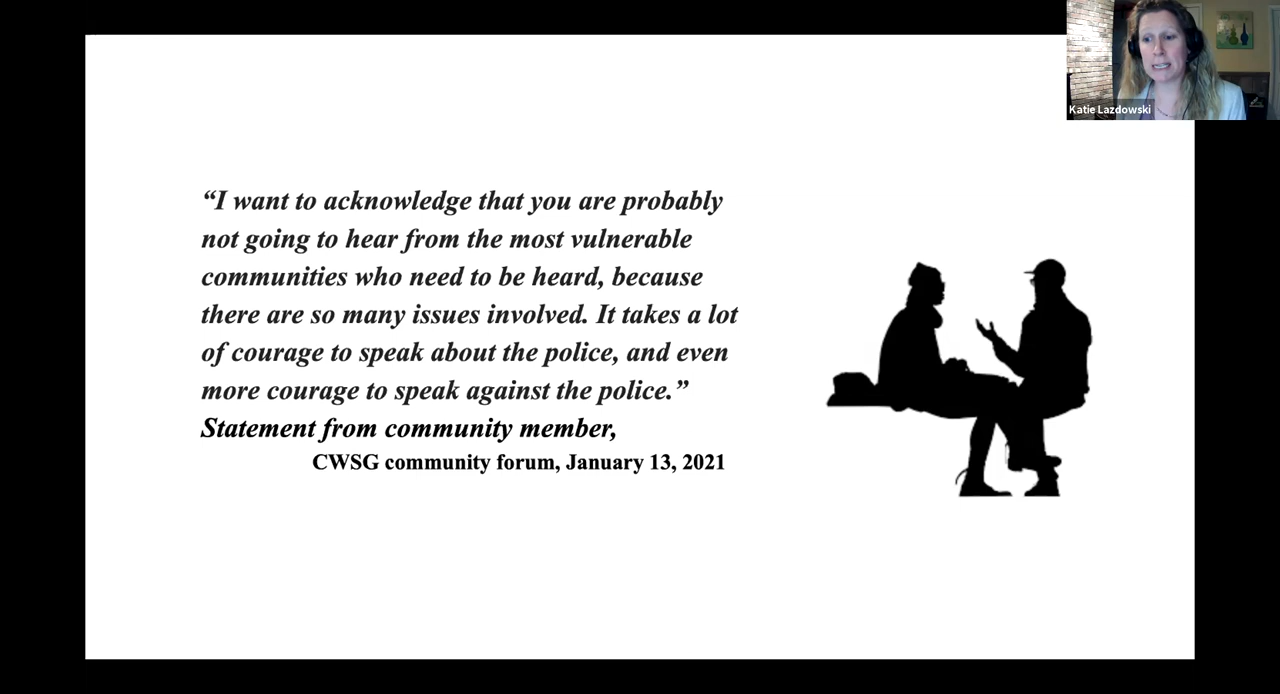 Katie Lazdowski
“I want to acknowledge that you are probably
not going to hear from the most vulnerable
communities who need to be heard, because
there are so many issues involved. It takes a lot
of courage to speak about the police, and even
more courage to speak against the police.”
Statement from community member,
CWSG community forum, January 13, 2021